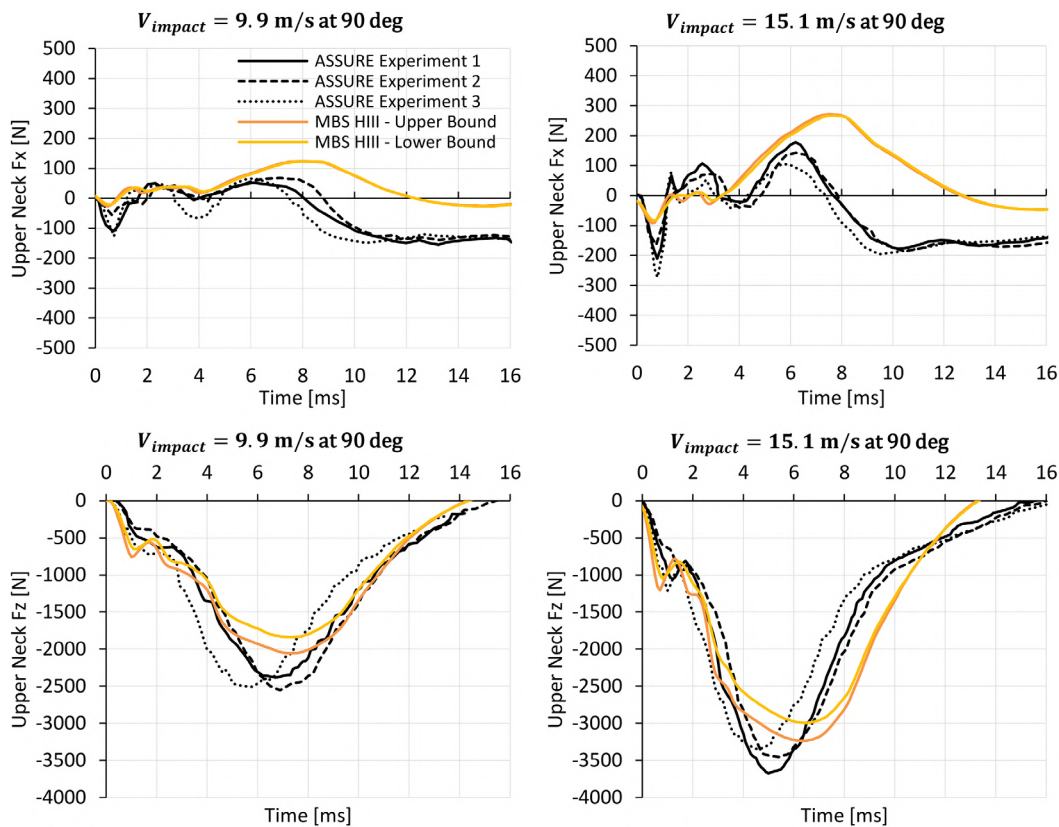 V_impact = 9.9 m/s at 90 deg
500
400
300
200
100
0
-100
-200
-300
-400
-500
Upper Neck Fx [N]
ASSURE Experiment 1
ASSURE Experiment 2
ASSURE Experiment 3
MBS HIII - Upper Bound
MBS HIII - Lower Bound
0 2 4 6 8 10 12 14 16
Time [ms]
V_impact = 15.1 m/s at 90 deg
500
400
300
200
100
0
-100
-200
-300
-400
-500
Upper Neck Fx [N]
0 2 4 6 8 10 12 14 16
Time [ms]
V_impact = 9.9 m/s at 90 deg
0 2 4 6 8 10 12 14 16
0
-500
-1000
-1500
-2000
-2500
-3000
-3500
-4000
Upper Neck Fz [N]
Time [ms]
V_impact = 15.1 m/s at 90 deg
0 2 4 6 8 10 12 14 16
0
-500
-1000
-1500
-2000
-2500
-3000
-3500
-4000
Upper Neck Fz [N]
Time [ms]